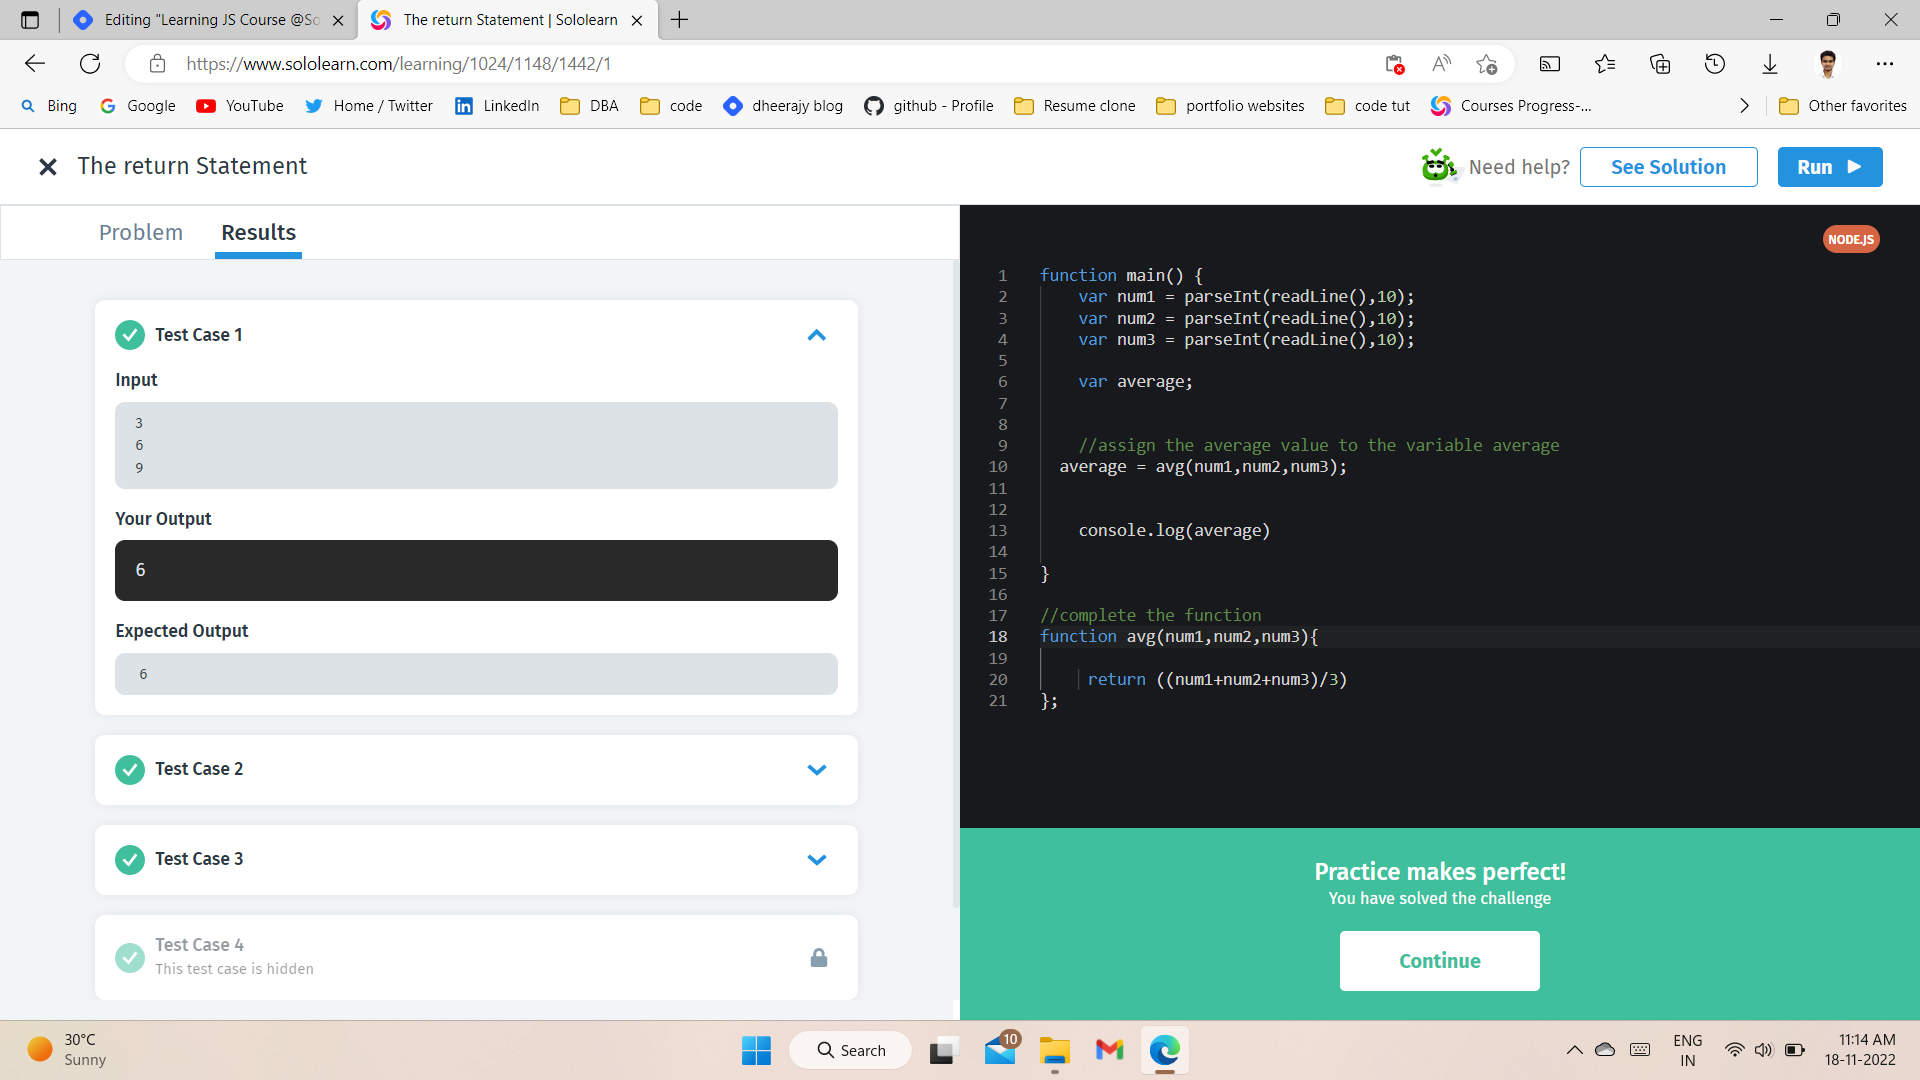 Editing "Learning JS Course @So
The return Statement | Sololearn
https://www.sololearn.com/learning/1024/1148/1442/1
Bing
Google
YouTube
Home / Twitter
LinkedIn
DBA
code
dheerajy blog
github - Profile
Resume clone
portfolio websites
code tut
Courses Progress-...
Other favorites
The return Statement
Need help?
See Solution
Run
Problem
Results
Test Case 1
Input
3
6
9
Your Output
6
Expected Output
6
Test Case 2
Test Case 3
Test Case 4
This test case is hidden
NODE.JS
1 function main() {
2 var num1 = parseInt(readLine(),10);
3 var num2 = parseInt(readLine(),10);
4 var num3 = parseInt(readLine(),10);
5
6 var average;
7
8
9 //assign the average value to the variable average
10 average = avg(num1,num2,num3);
11
12
13 console.log(average)
14
15 }
16
17 //complete the function
18 function avg(num1,num2,num3){
19
20 return ((num1+num2+num3)/3)
21 };
Practice makes perfect!
You have solved the challenge
Continue
30°C
Sunny
Search
10
ENG
IN
11:14 AM
18-11-2022